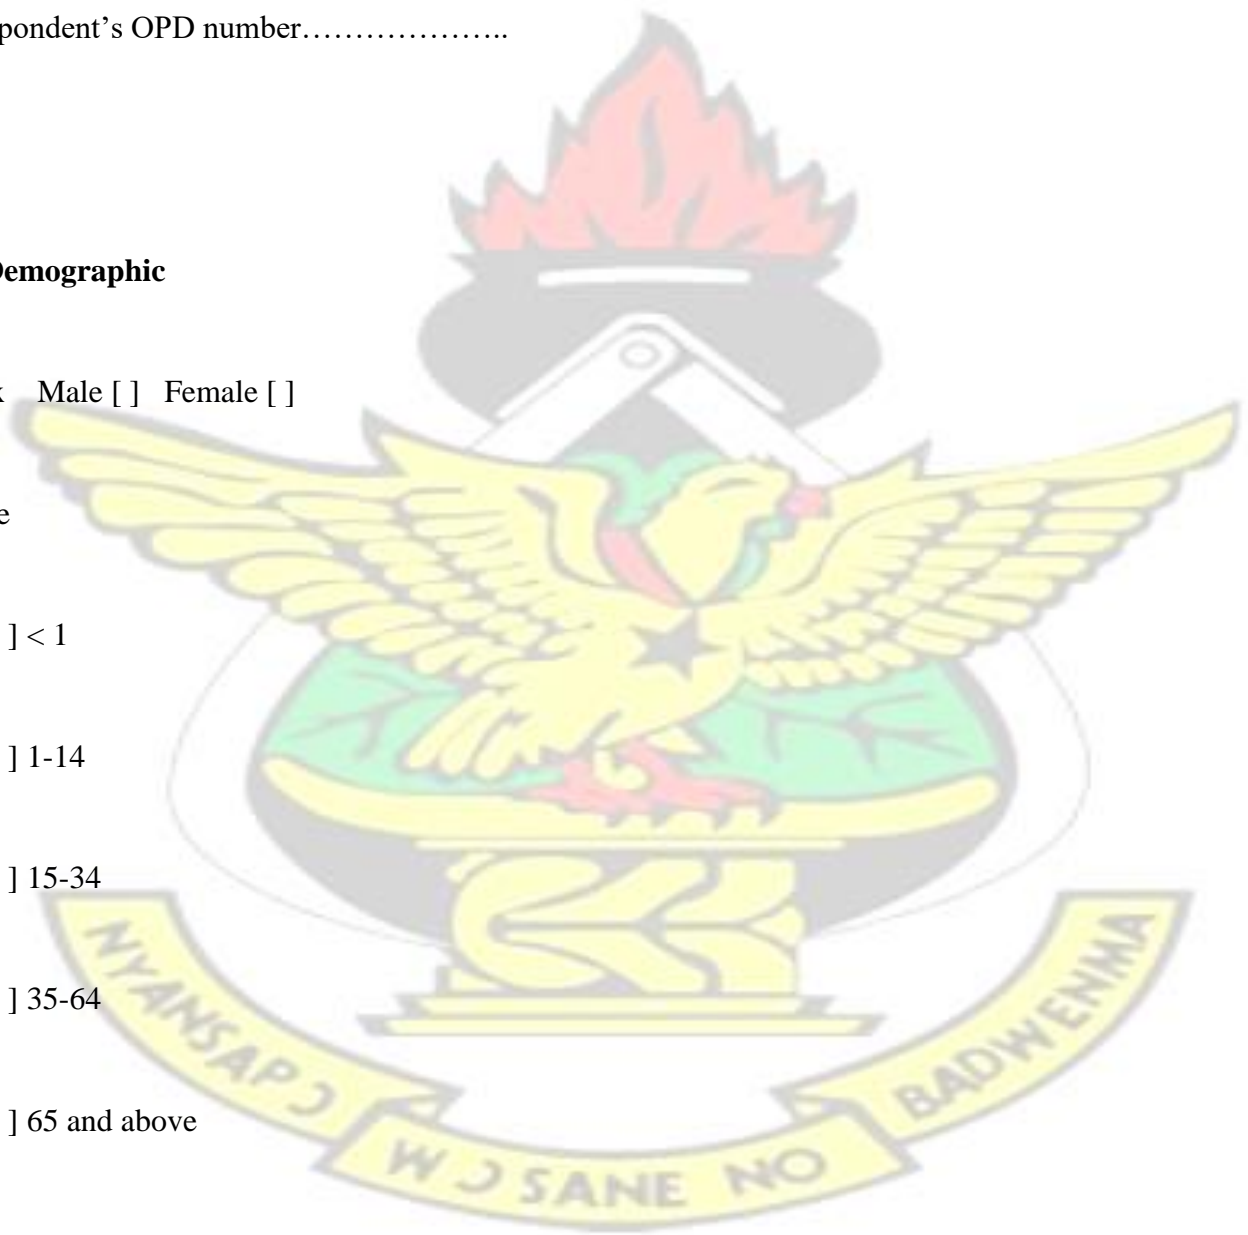 pondent’s OPD number………………..
Demographic
x Male [ ] Female [ ]
e
] < 1
] 1-14
] 15-34
] 35-64
] 65 and above
NYANSAPƆ
WƆSANE NO
BADWENMA